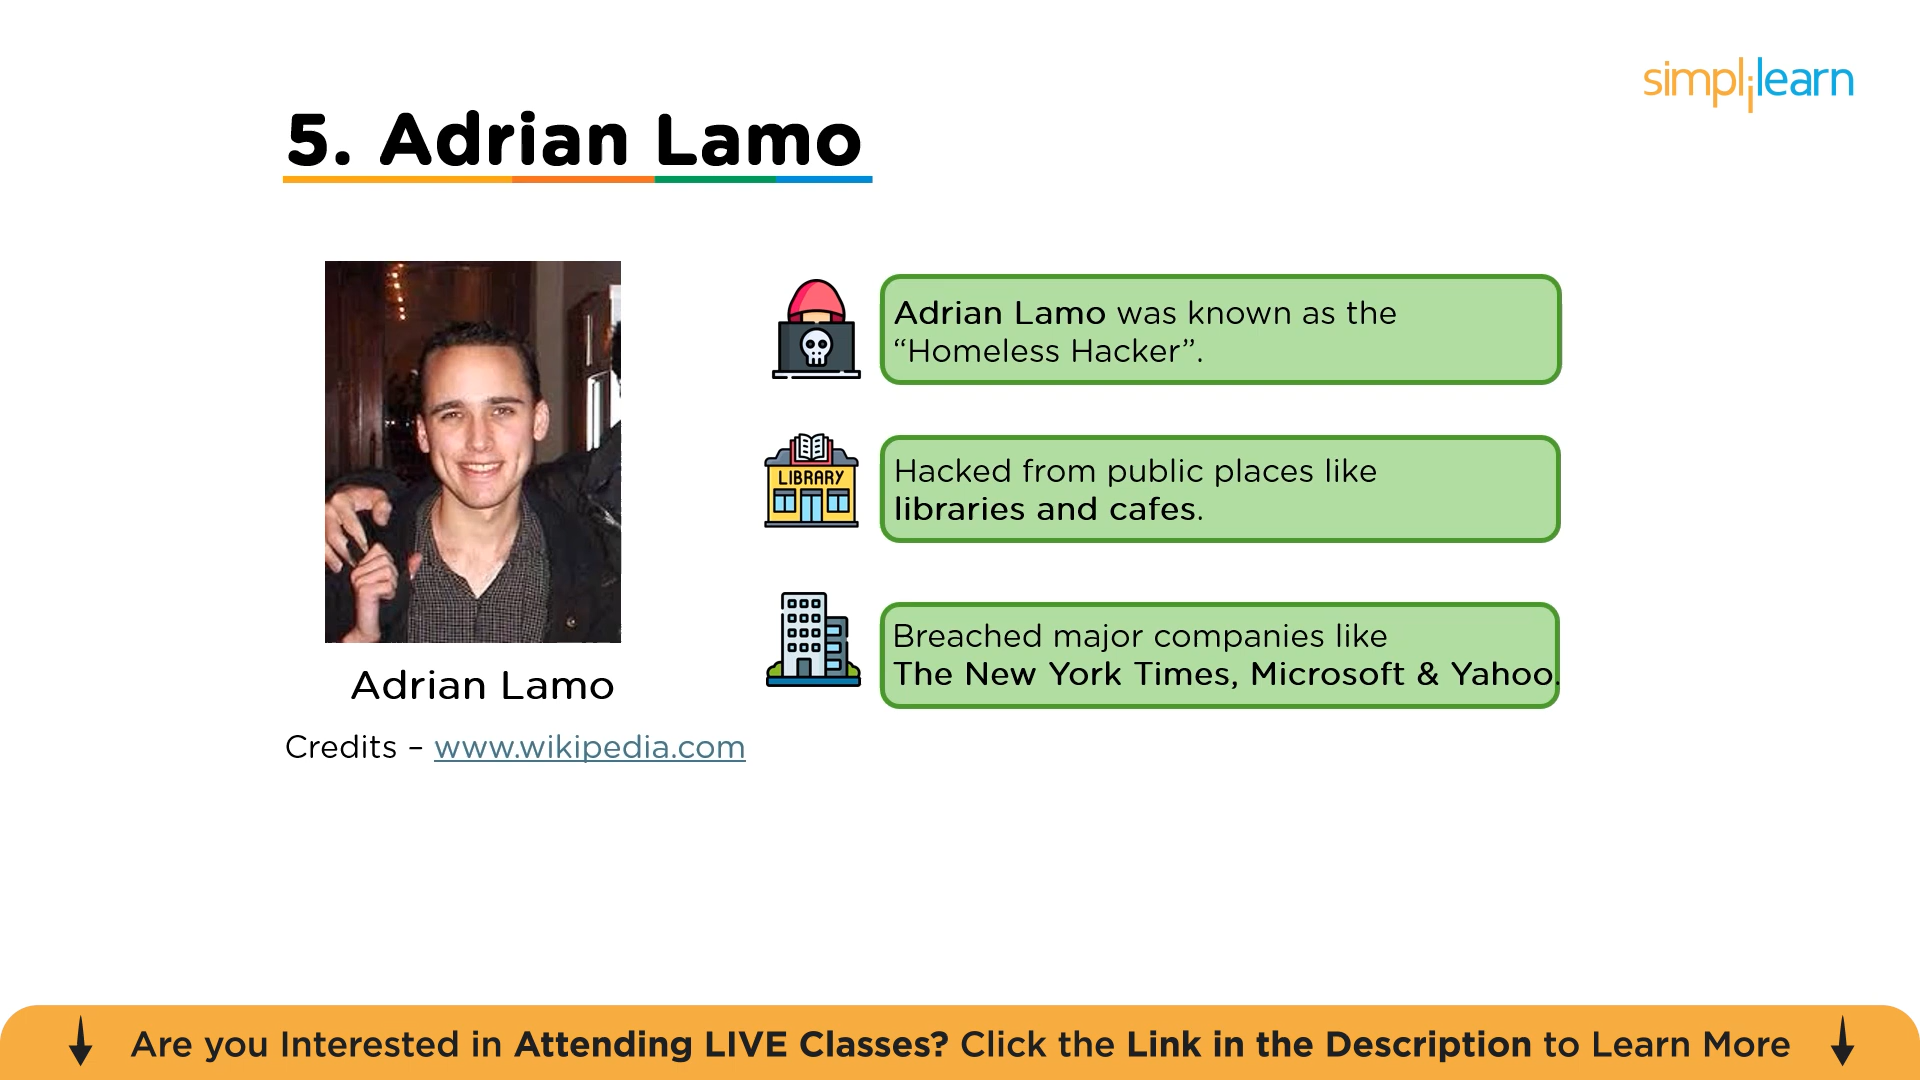 simplilearn
5. Adrian Lamo
Adrian Lamo was known as the
“Homeless Hacker”.
LIBRARY
Hacked from public places like
libraries and cafes.
Breached major companies like
The New York Times, Microsoft & Yahoo.
Adrian Lamo
Credits – www.wikipedia.com
Are you Interested in Attending LIVE Classes? Click the Link in the Description to Learn More